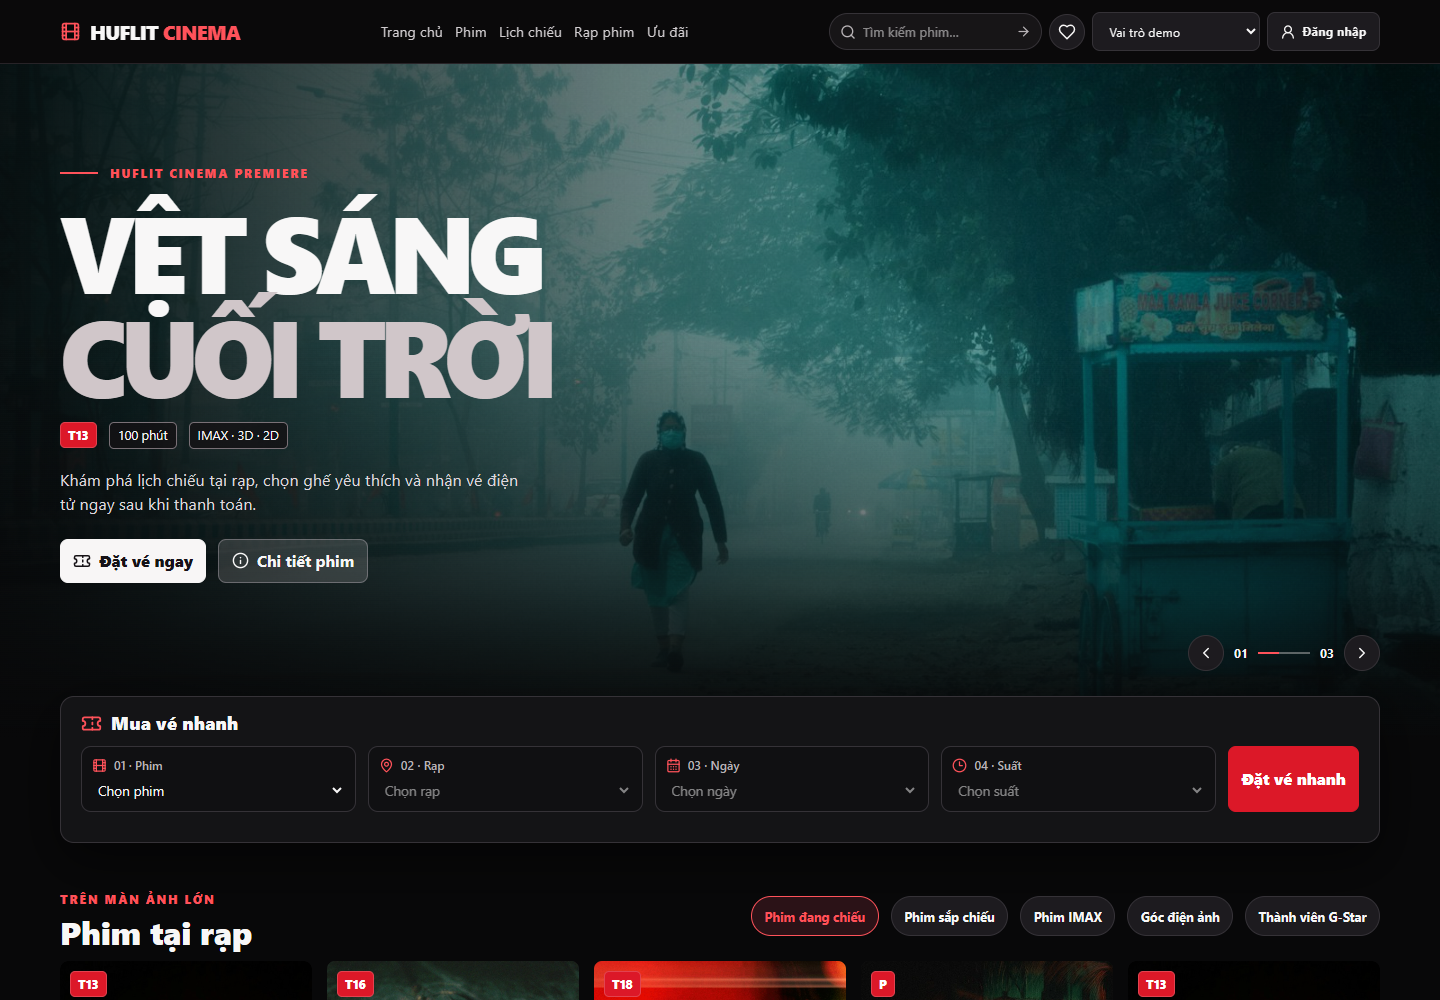 HUFLIT CINEMA
Trang chủ Phim Lịch chiếu Rạp phim Ưu đãi
Tìm kiếm phim...
Vai trò demo
Đăng nhập
HUFLIT CINEMA PREMIERE
VỆT SÁNG
CUỐI TRỜI
T13 100 phút IMAX · 3D · 2D
Khám phá lịch chiếu tại rạp, chọn ghế yêu thích và nhận vé điện
tử ngay sau khi thanh toán.
Đặt vé ngay Chi tiết phim
01 03
Mua vé nhanh
01 · Phim
Chọn phim
02 · Rạp
Chọn rạp
03 · Ngày
Chọn ngày
04 · Suất
Chọn suất
Đặt vé nhanh
TRÊN MÀN ẢNH LỚN
Phim tại rạp
Phim đang chiếu Phim sắp chiếu Phim IMAX Góc điện ảnh Thành viên G-Star
T13 T16 T18 P T13